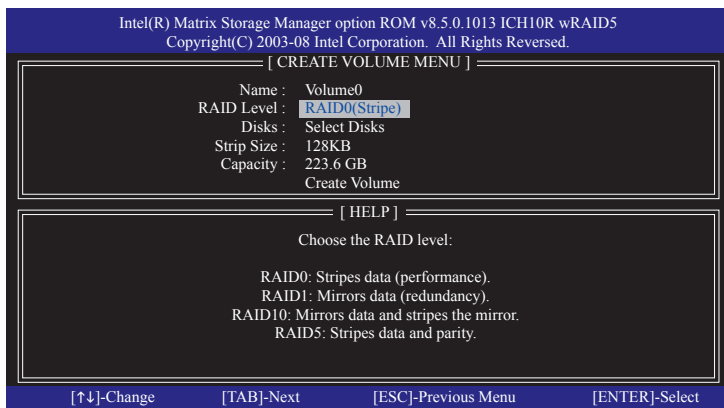 Intel(R) Matrix Storage Manager option ROM v8.5.0.1013 ICH10R wRAID5
Copyright(C) 2003-08 Intel Corporation. All Rights Reversed.
[ CREATE VOLUME MENU ]
Name : Volume0
RAID Level : RAID0(Stripe)
Disks : Select Disks
Strip Size : 128KB
Capacity : 223.6 GB
Create Volume
[ HELP ]
Choose the RAID level:
RAID0: Stripes data (performance).
RAID1: Mirrors data (redundancy).
RAID10: Mirrors data and stripes the mirror.
RAID5: Stripes data and parity.
[↑↓]-Change [TAB]-Next [ESC]-Previous Menu [ENTER]-Select